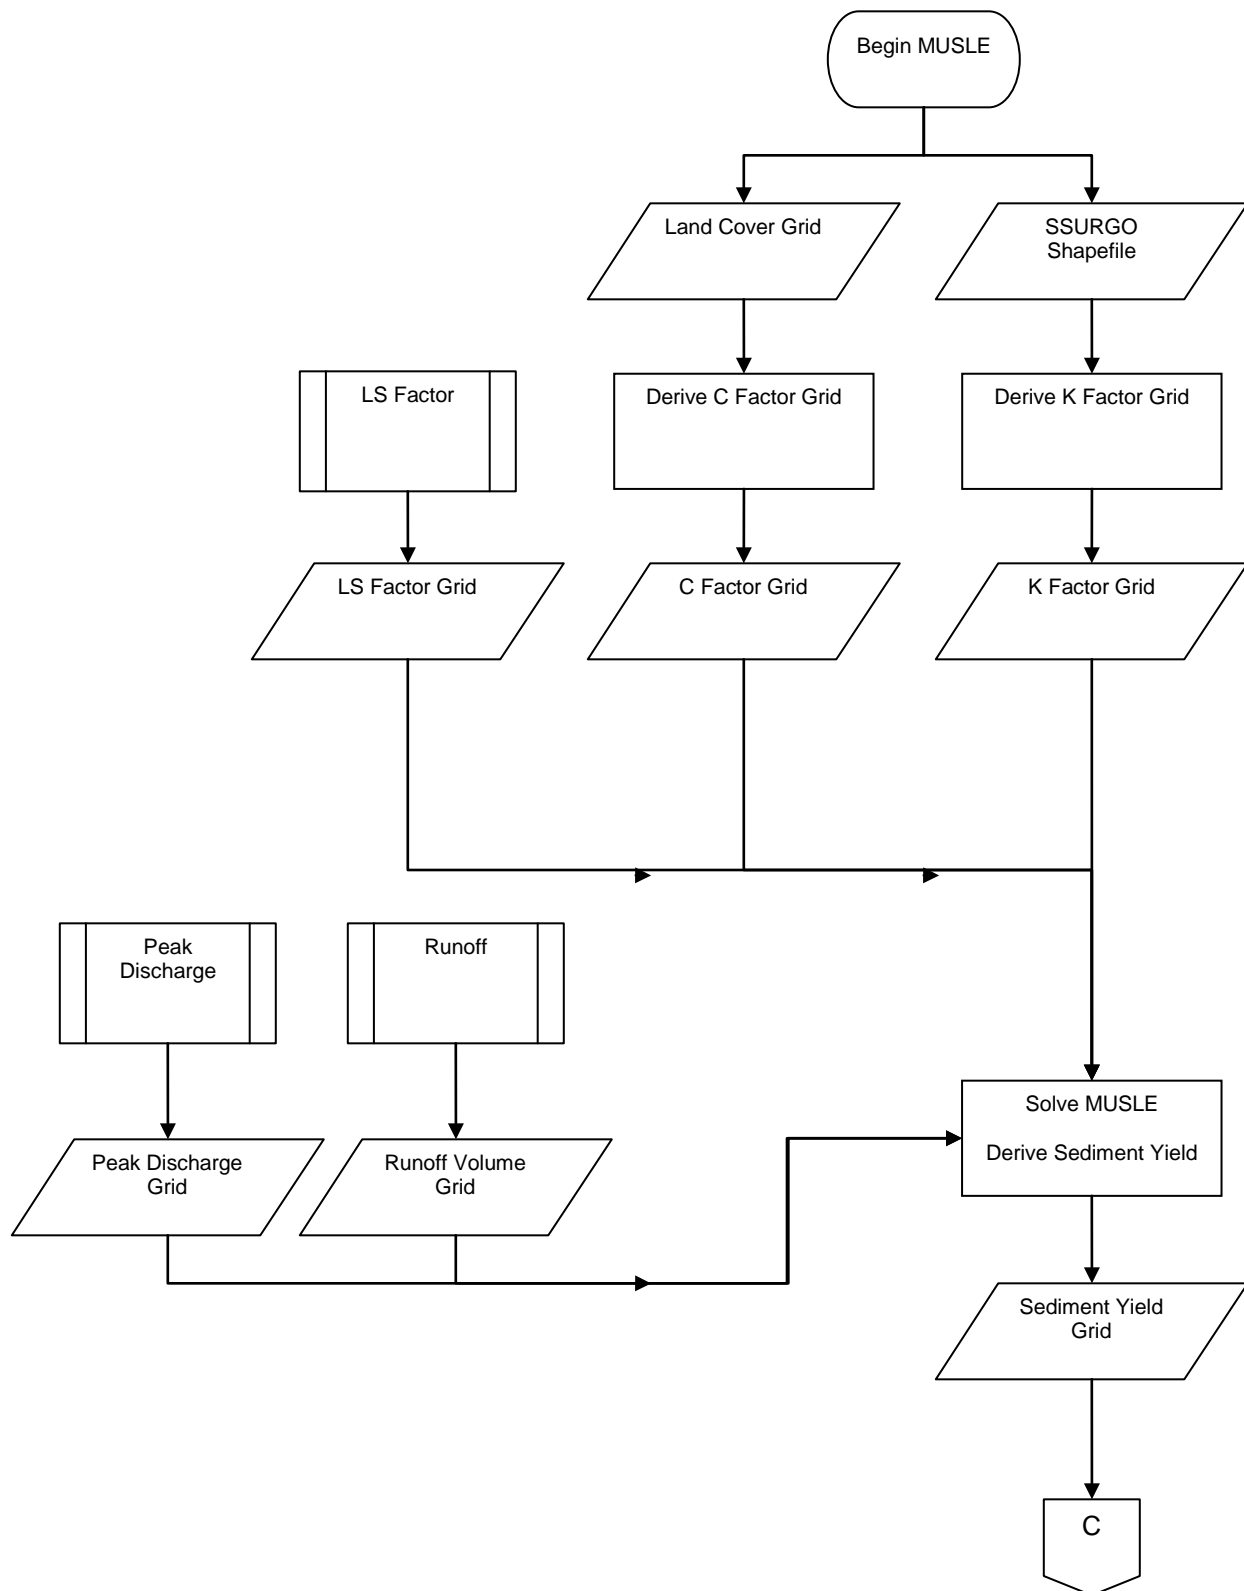 Begin MUSLE
Land Cover Grid
SSURGO
Shapefile
LS Factor
Derive C Factor Grid
Derive K Factor Grid
LS Factor Grid
C Factor Grid
K Factor Grid
Peak
Discharge
Runoff
Solve MUSLE
Derive Sediment Yield
Peak Discharge
Grid
Runoff Volume
Grid
Sediment Yield
Grid
C